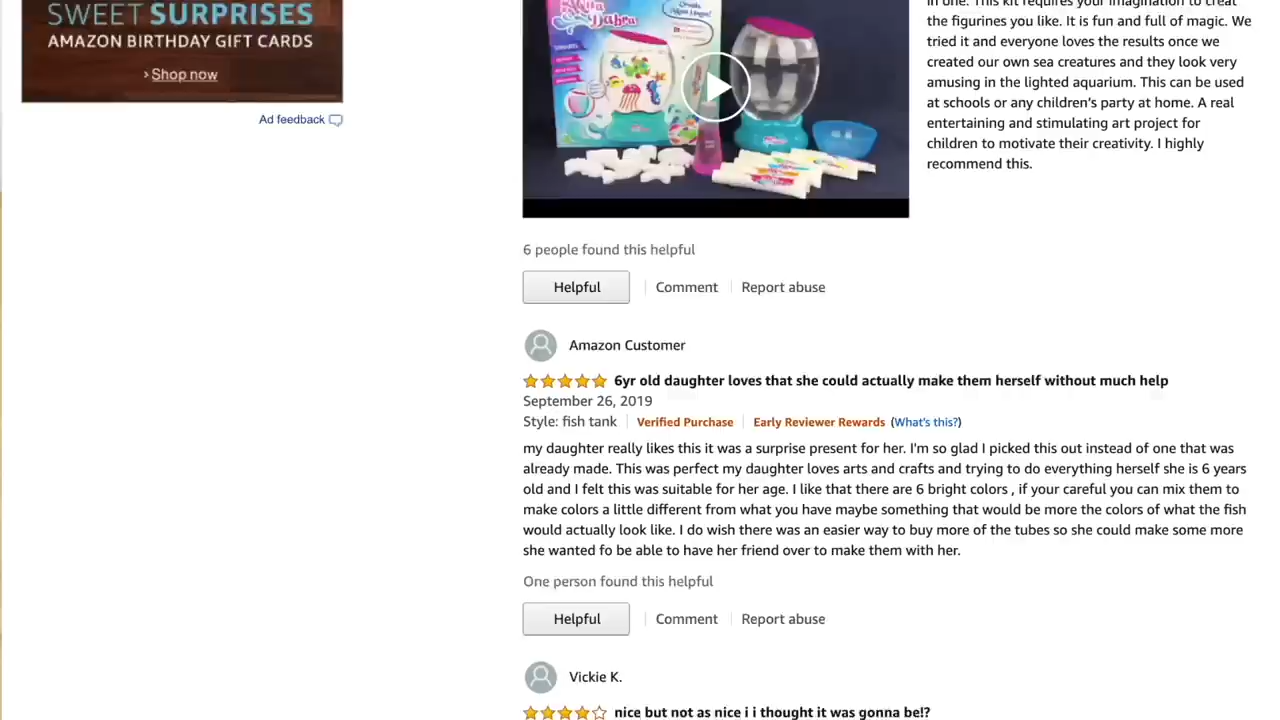 SWEET SURPRISES
AMAZON BIRTHDAY GIFT CARDS
› Shop now
Ad feedback
Dabra
in one. This kit requires your imagination to creat
the figurines you like. It is fun and full of magic. We
tried it and everyone loves the results once we
created our own sea creatures and they look very
amusing in the lighted aquarium. This can be used
at schools or any children's party at home. A real
entertaining and stimulating art project for
children to motivate their creativity. I highly
recommend this.
6 people found this helpful
Helpful
Comment
Report abuse
Amazon Customer
6yr old daughter loves that she could actually make them herself without much help
September 26, 2019
Style: fish tank
Verified Purchase
Early Reviewer Rewards (What's this?)
my daughter really likes this it was a surprise present for her. I'm so glad I picked this out instead of one that was
already made. This was perfect my daughter loves arts and crafts and trying to do everything herself she is 6 years
old and I felt this was suitable for her age. I like that there are 6 bright colors , if your careful you can mix them to
make colors a little different from what you have maybe something that would be more the colors of what the fish
would actually look like. I do wish there was an easier way to buy more of the tubes so she could make some more
she wanted fo be able to have her friend over to make them with her.
One person found this helpful
Helpful
Comment
Report abuse
Vickie K.
nice but not as nice i i thought it was gonna be!?